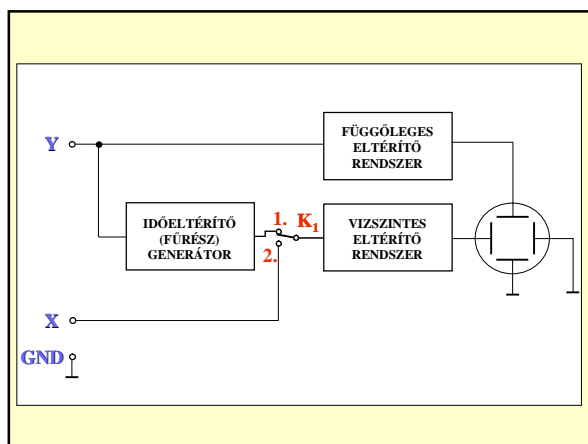 FÜGGŐLEGES
ELTÉRÍTŐ
RENDSZER
Y
IDŐELTÉRÍTŐ
(FŰRÉSZ)
GENERÁTOR
1.
K1
2.
VIZSZINTES
ELTÉRÍTŐ
RENDSZER
X
GND